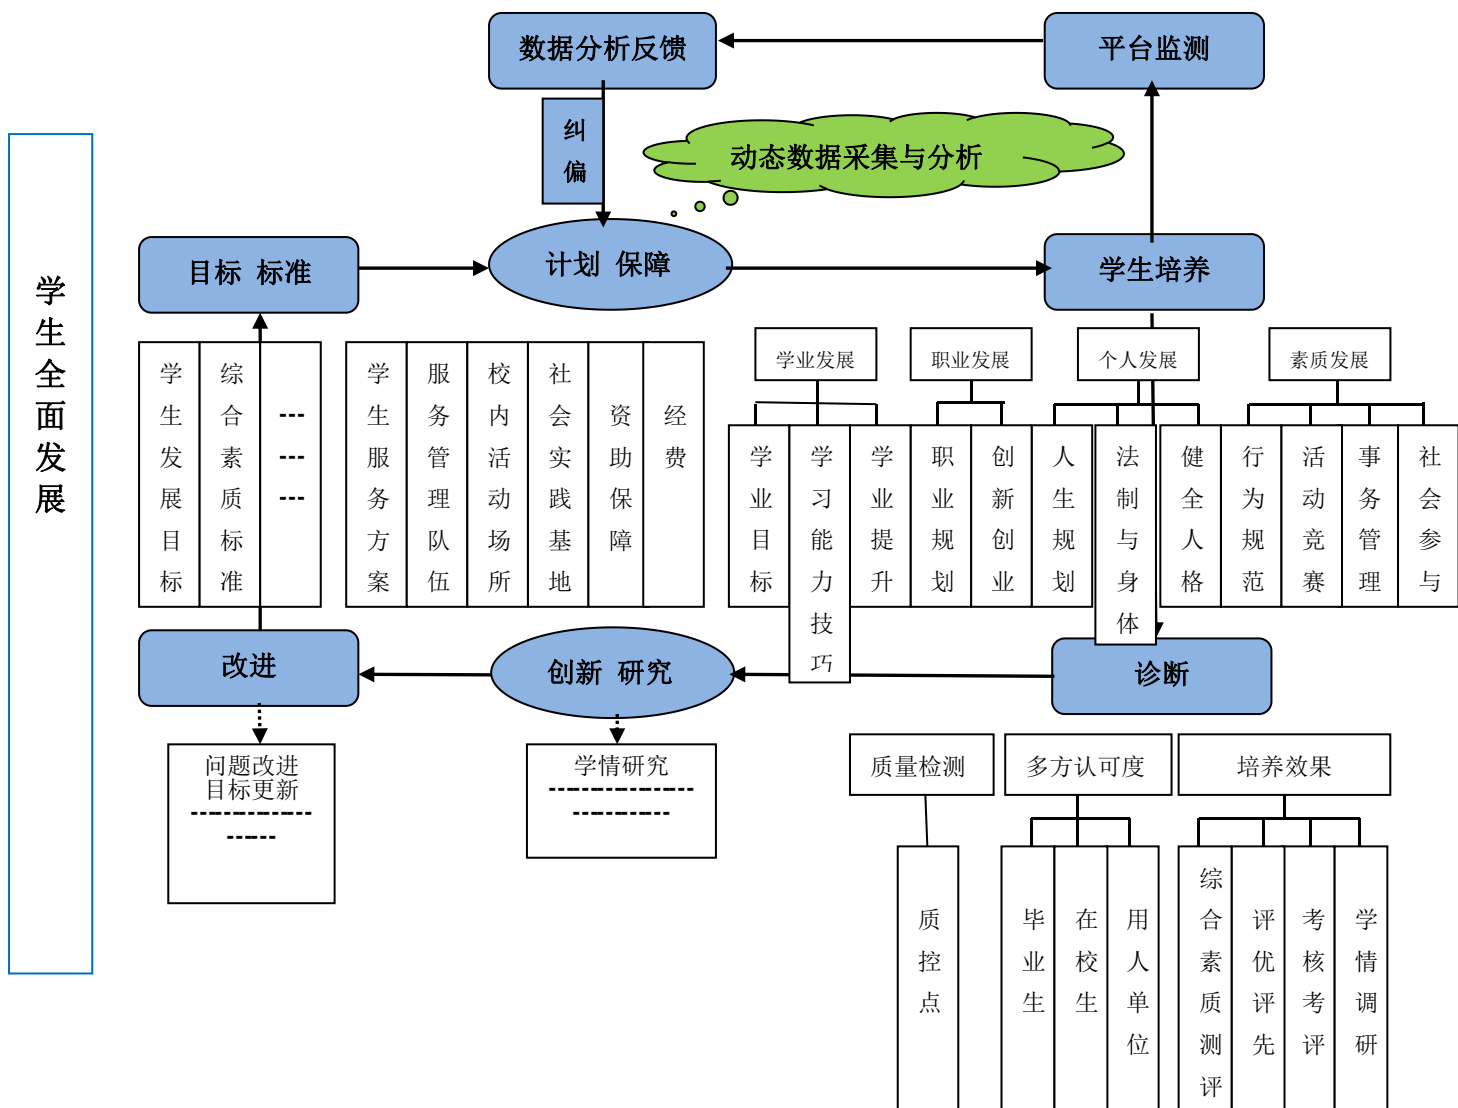 数据分析反馈
平台监测
纠偏
动态数据采集与分析
学生全面发展
目标 标准
计划 保障
学生培养
学生发展目标
综合素质标准
---
---
---
学生服务方案
服务管理队伍
校内活动场所
社会实践基地
资助保障
经费
学业发展
职业发展
个人发展
素质发展
学业目标
学习能力技巧
学业提升
职业规划
创新创业
人生规划
法制与身体
健全人格
行为规范
活动竞赛
事务管理
社会参与
改进
创新 研究
诊断
问题改进
目标更新
---------------
------
学情研究
------------------
------------
质量检测
多方认可度
培养效果
质控点
毕业生
在校生
用人单位
综合素质测评
评优评先
考核考评
学情调研